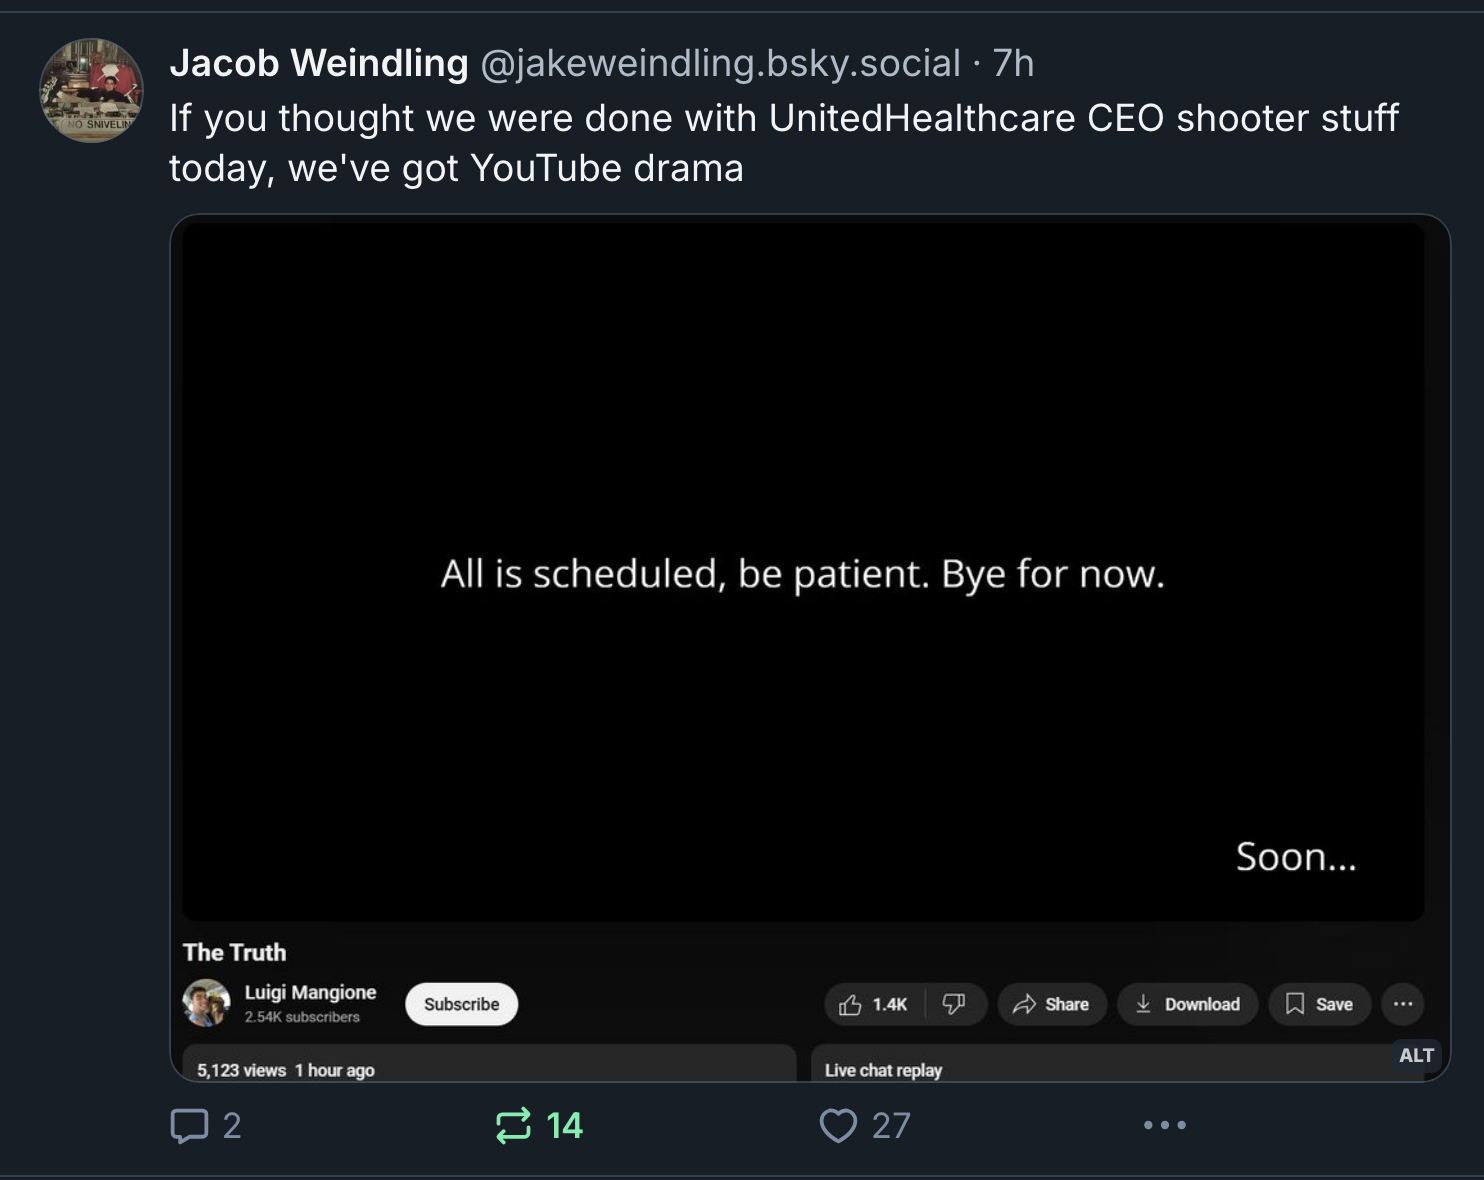 Jacob Weindling @jakeweindling.bsky.social · 7h
If you thought we were done with UnitedHealthcare CEO shooter stuff
today, we've got YouTube drama
NO SNIVELIN
All is scheduled, be patient. Bye for now.
Soon...
The Truth
Luigi Mangione
2.54K subscribers
Subscribe
1.4K
Share
Download
Save
5,123 views 1 hour ago
Live chat replay
ALT
2
14
27